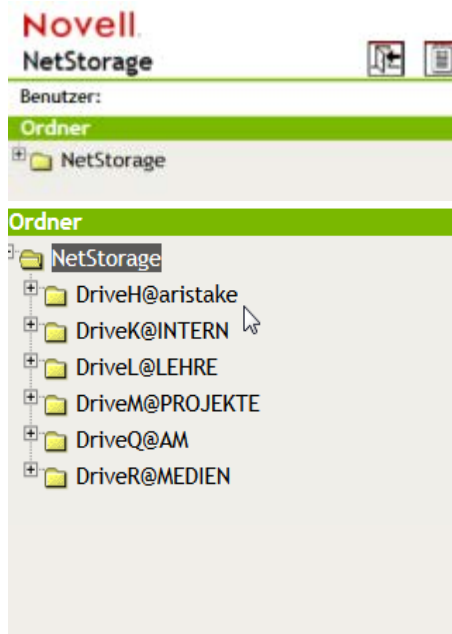 Novell
NetStorage
Benutzer:
Ordner
NetStorage
Ordner
NetStorage
DriveH@aristake
DriveK@INTERN
DriveL@LEHRE
DriveM@PROJEKTE
DriveQ@AM
DriveR@MEDIEN